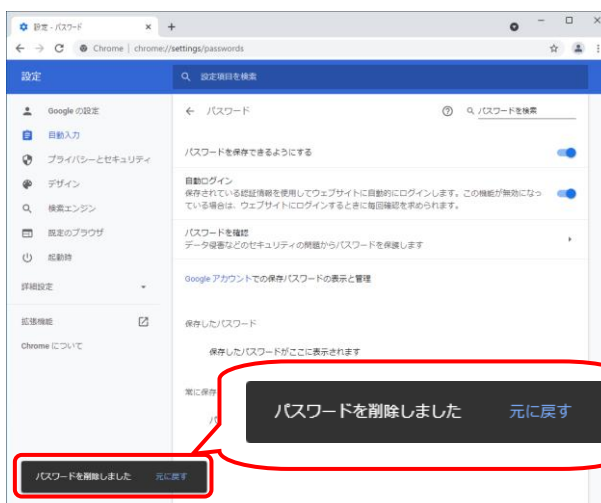 設定 - パスワード
Chrome | chrome://settings/passwords
設定
設定項目を検索
Google の設定
自動入力
プライバシーとセキュリティ
デザイン
検索エンジン
既定のブラウザ
起動時
詳細設定
拡張機能
Chrome について
パスワード
パスワードを検索
パスワードを保存できるようにする
自動ログイン
保存されている認証情報を使用してウェブサイトに自動的にログインします。この機能が無効になっ
ている場合は、ウェブサイトにログインするときに毎回確認を求められます。
パスワードを確認
データ侵害などのセキュリティの問題からパスワードを保護します
Google アカウントでの保存パスワードの表示と管理
保存したパスワード
保存したパスワードがここに表示されます
常に保存
パスワードを削除しました 元に戻す
パスワードを削除しました 元に戻す